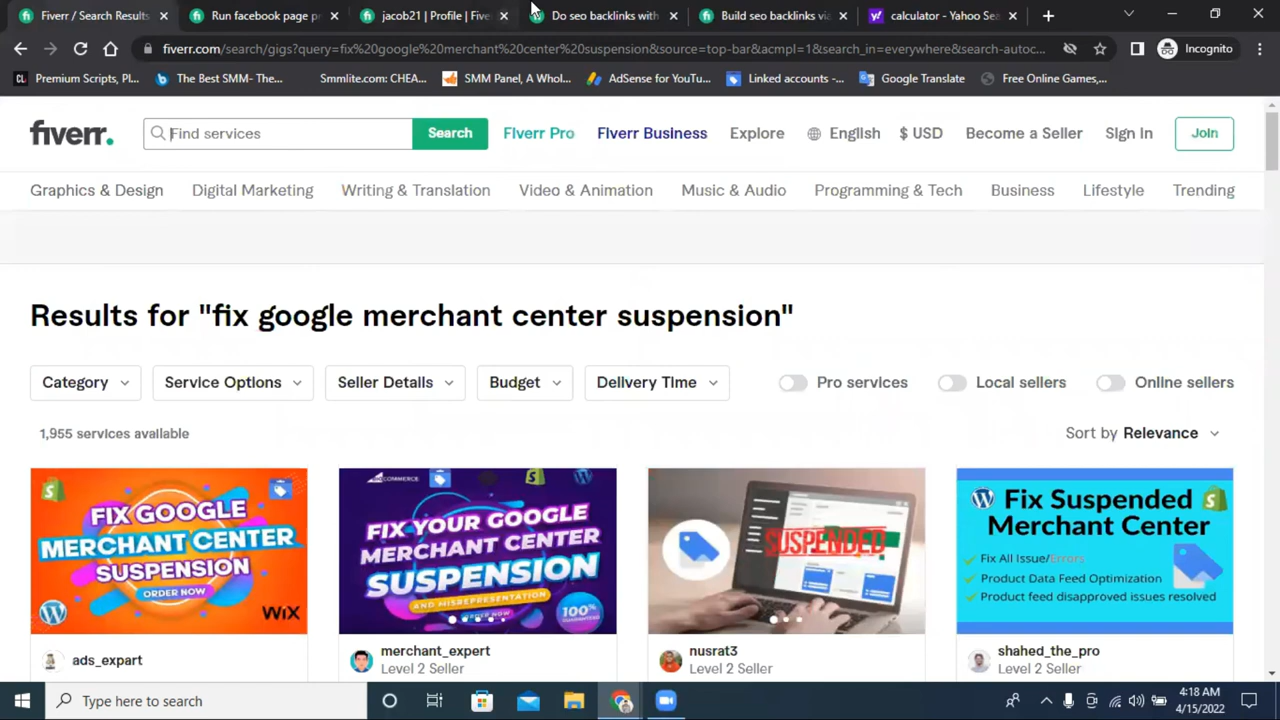 Fiverr / Search Results
Run facebook page pr
jacob21 | Profile | Five
Do seo backlinks with
Build seo backlinks via
calculator - Yahoo Sea
fiverr.com/search/gigs?query=fix%20google%20merchant%20center%20suspension&source=top-bar&acmpl=1&search_in=everywhere&search-autoc...
Incognito
CL Premium Scripts, Pl...
The Best SMM- The...
Smmlite.com: CHEA...
SMM Panel, A Whol...
AdSense for YouTu...
Linked accounts -...
Google Translate
Free Online Games,...
fiverr.
Find services
Search
Fiverr Pro
Fiverr Business
Explore
English
$ USD
Become a Seller
Sign In
Join
Graphics & Design
Digital Marketing
Writing & Translation
Video & Animation
Music & Audio
Programming & Tech
Business
Lifestyle
Trending
Results for "fix google merchant center suspension"
Category
Service Options
Seller Details
Budget
Delivery Time
Pro services
Local sellers
Online sellers
1,955 services available
Sort by Relevance
FIX GOOGLE
MERCHANT CENTER
SUSPENSION
ORDER NOW
WiX
COMMERCE
FIX YOUR GOOGLE
MERCHANT CENTER
SUSPENSION
AND MISREPRESENTATION
100%
SUSPENDED
Fix Suspended
Merchant Center
Fix All Issue/Errors
Product Data Feed Optimization
Product feed disapproved issues resolved
ads_expart
merchant_expert
Level 2 Seller
nusrat3
Level 2 Seller
shahed_the_pro
Level 2 Seller
Type here to search
4:18 AM
4/15/2022